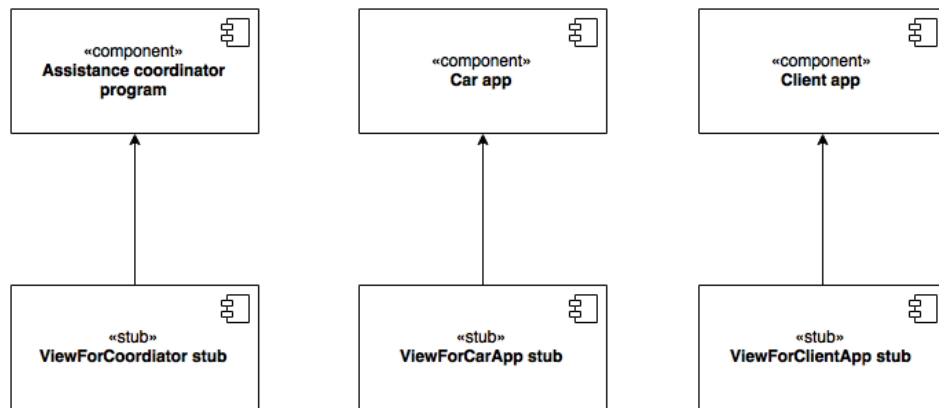 «component»
Assistance coordinator
program
«component»
Car app
«component»
Client app
«stub»
ViewForCoordiator stub
«stub»
ViewForCarApp stub
«stub»
ViewForClientApp stub